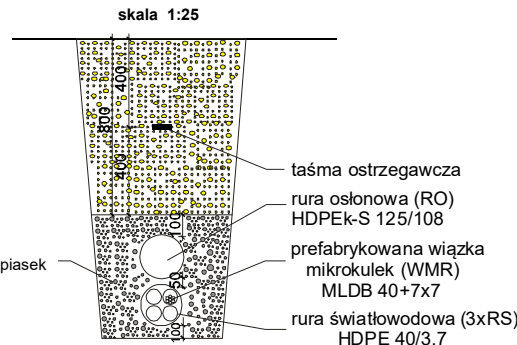 skala 1:25
400
800
400
taśma ostrzegawcza
rura osłonowa (RO)
HDPEk-S 125/108
100
prefabrykowana wiązka
mikrokulek (WMR)
MLDB 40+7x7
piasek
50
rura światłowodowa (3xRS)
HDPE 40/3.7
100